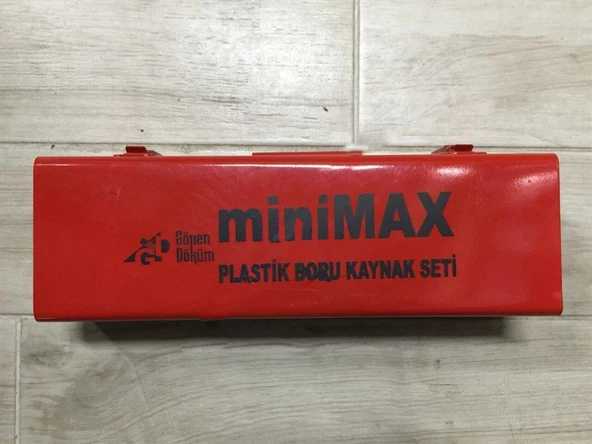 Gönen
Döküm
miniMAX
PLASTİK BORU KAYNAK SETİ